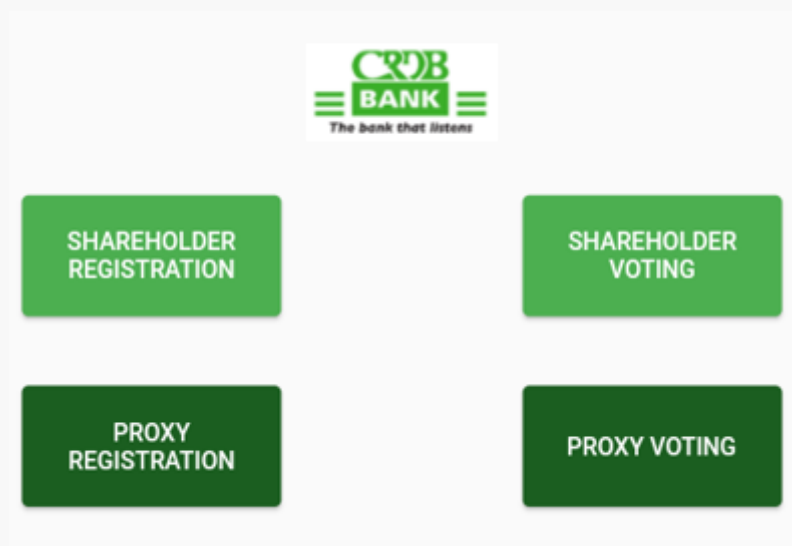 CRDB
BANK
The bank that listens
SHAREHOLDER
REGISTRATION
SHAREHOLDER
VOTING
PROXY
REGISTRATION
PROXY VOTING